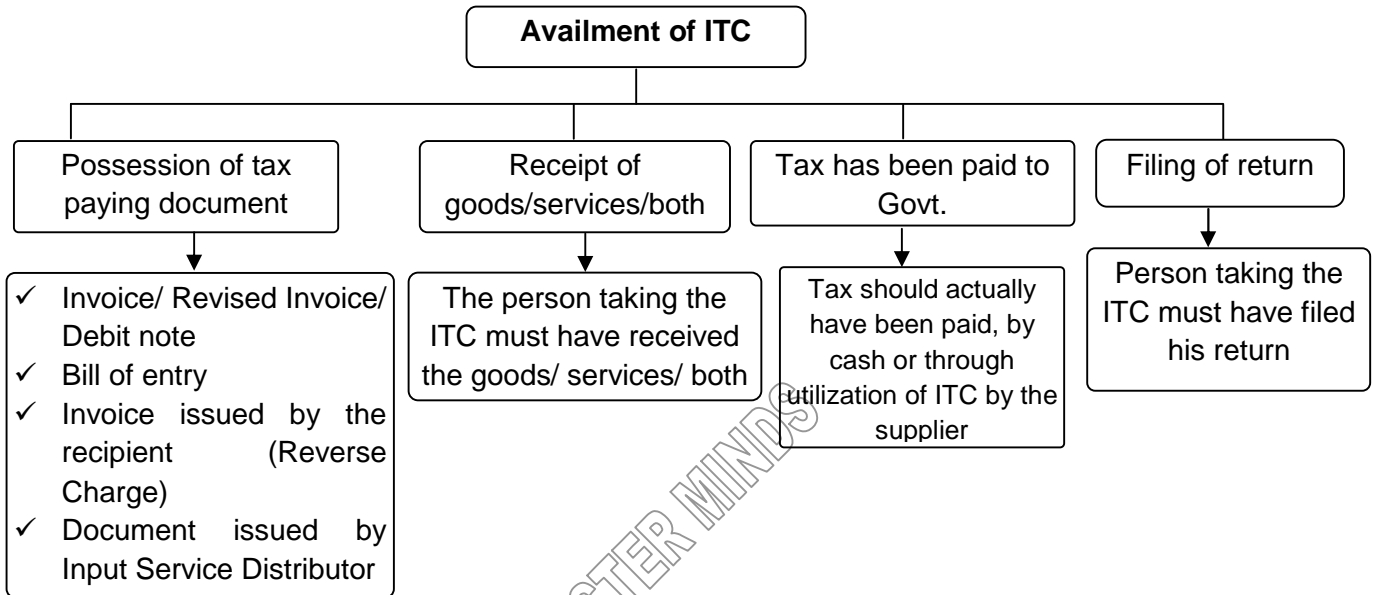 Availment of ITC
Possession of tax
paying document
Receipt of
goods/services/both
Tax has been paid to
Govt.
Filing of return
✓ Invoice/ Revised Invoice/
Debit note
✓ Bill of entry
✓ Invoice issued by the
recipient (Reverse
Charge)
✓ Document issued by
Input Service Distributor
The person taking the
ITC must have received
the goods/ services/ both
Tax should actually
have been paid, by
cash or through
utilization of ITC by the
supplier
Person taking the
ITC must have filed
his return
STER MINDS